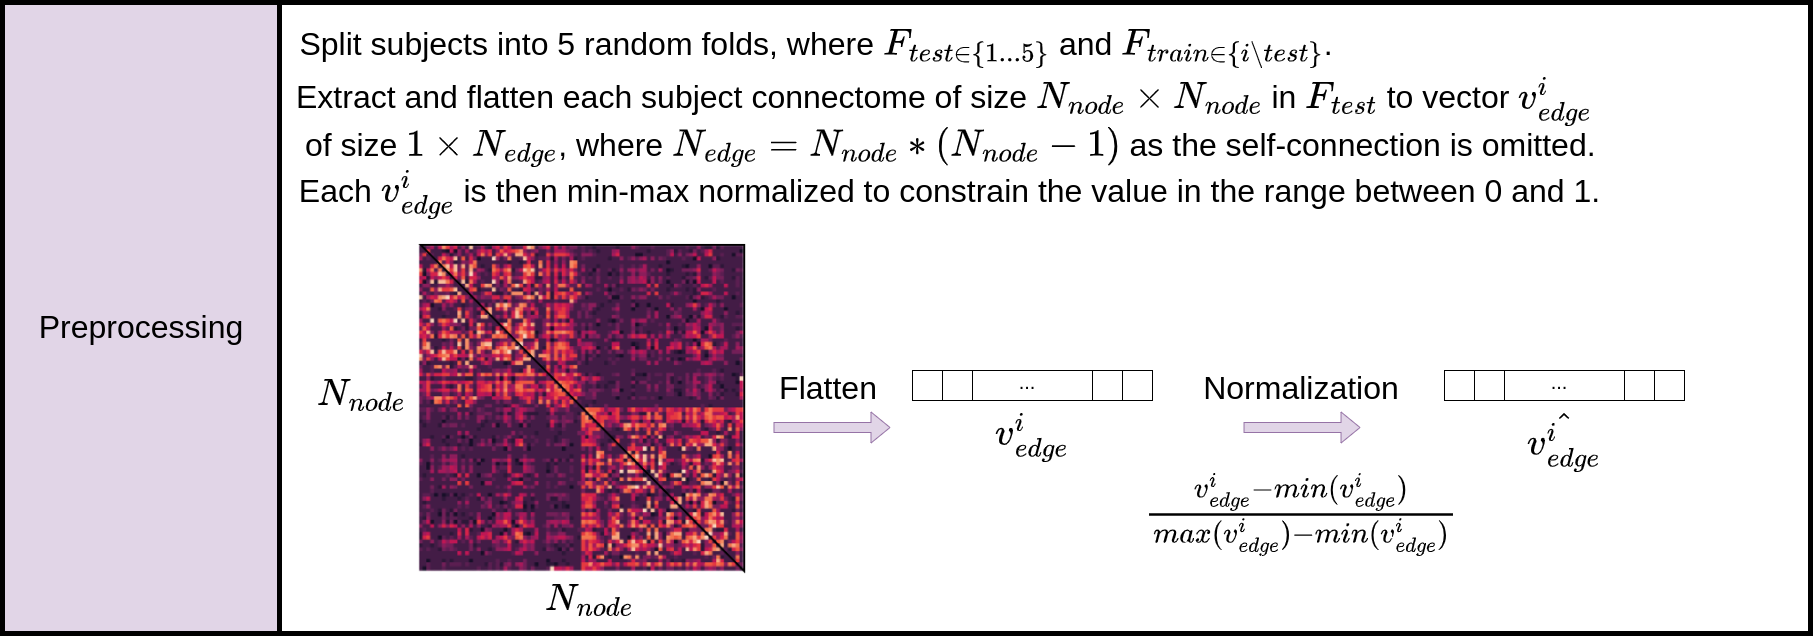 Preprocessing
Split subjects into 5 random folds, where $F_{test\in\{1...5\}}$ and $F_{train\in\{i\setminus test\}}$.
Extract and flatten each subject connectome of size $N_{node} \times N_{node}$ in $F_{test}$ to vector $v^i_{edge}$
of size $1 \times N_{edge}$, where $N_{edge} = N_{node} * (N_{node} - 1)$ as the self-connection is omitted.
Each $v^i_{edge}$ is then min-max normalized to constrain the value in the range between 0 and 1.
$N_{node}$
$N_{node}$
Flatten
...
$v^i_{edge}$
Normalization
$\frac{v^i_{edge} - min(v^i_{edge})}{max(v^i_{edge}) - min(v^i_{edge})}$
...
$\hat{v^i_{edge}}$